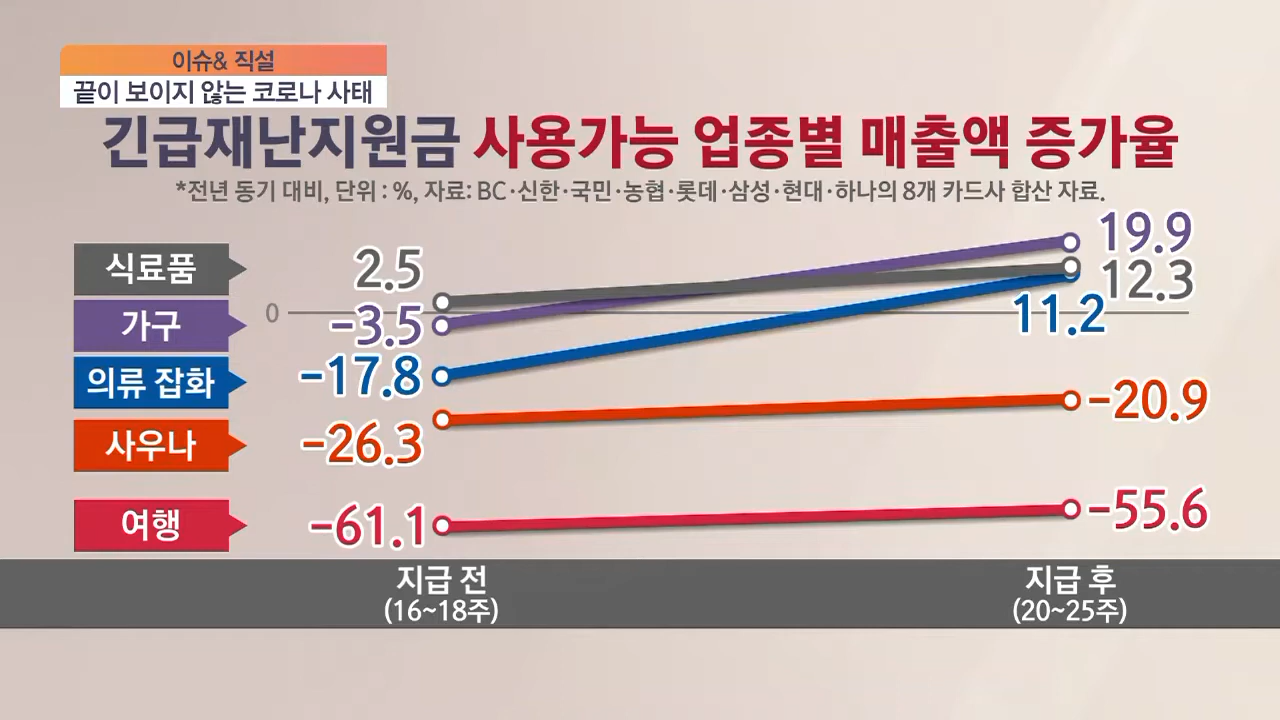 이슈& 직설
끝이 보이지 않는 코로나 사태
긴급재난지원금 사용가능 업종별 매출액 증가율
*전년 동기 대비, 단위 : %, 자료: BC·신한·국민·농협·롯데·삼성·현대·하나의 8개 카드사 합산 자료.
식료품 2.5 12.3
가구 -3.5 19.9
0
의류 잡화 -17.8 11.2
사우나 -26.3 -20.9
여행 -61.1 -55.6
지급 전 지급 후
(16~18주) (20~25주)